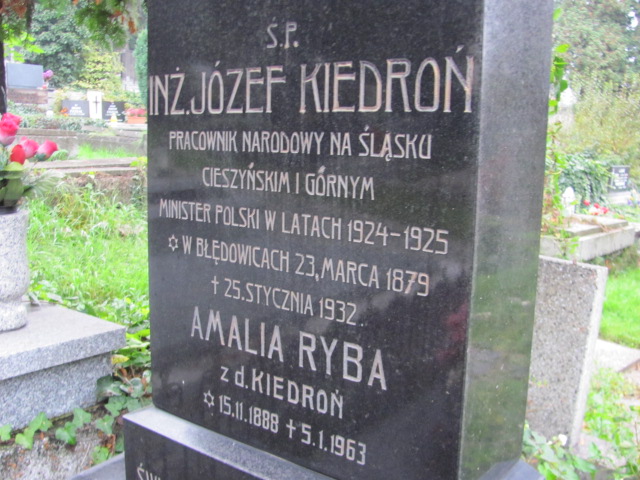 Ś.P.
INŻ. JÓZEF KIEDROŃ
PRACOWNIK NARODOWY NA ŚLĄSKU
CIESZYŃSKIM I GÓRNYM
MINISTER POLSKI W LATACH 1924-1925
✡ W BŁĘDOWICACH 23, MARCA 1879
† 25. STYCZNIA 1932.
AMALIA RYBA
z d. KIEDROŃ
✡ 15.11.1888 † 5.1.1963